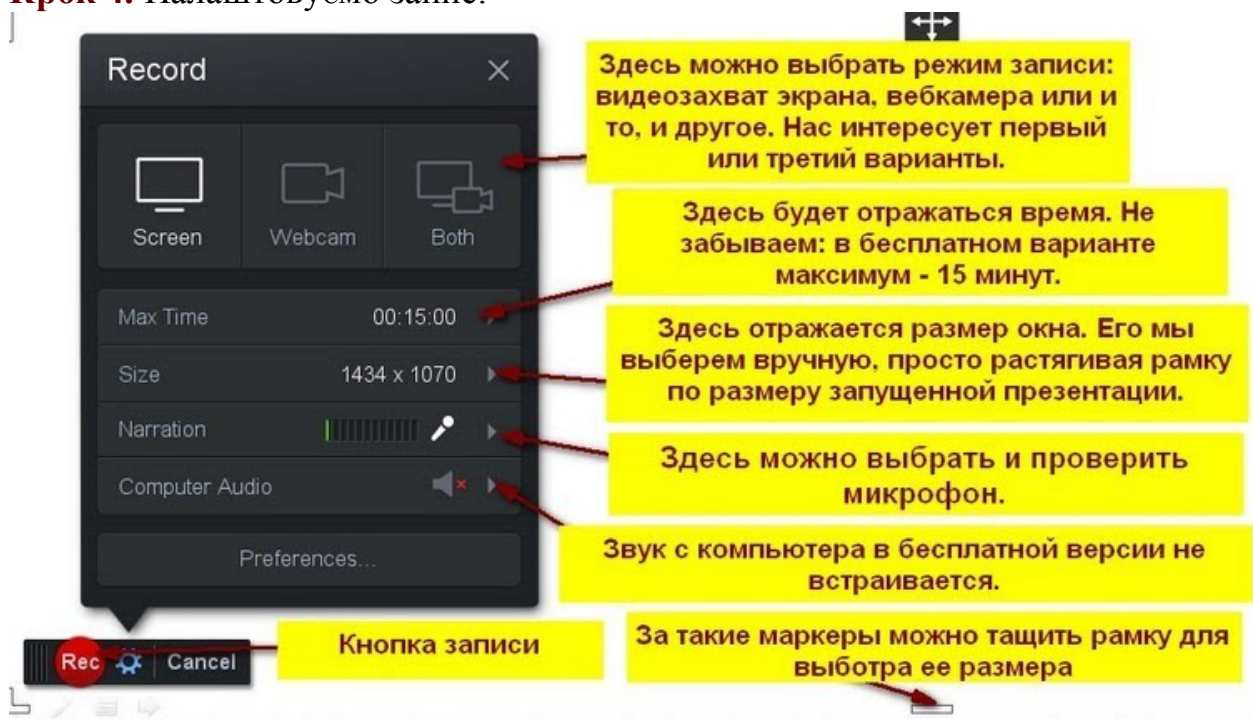 Крок 4. Налаштовуємо запис.
Record
Здесь можно выбрать режим записи:
видеозахват экрана, вебкамера или и
то, и другое. Нас интересует первый
или третий варианты.
Screen
Webcam
Both
Здесь будет отражаться время. Не
забываем: в бесплатном варианте
максимум - 15 минут.
Max Time 00:15:00
Здесь отражается размер окна. Его мы
выберем вручную, просто растягивая рамку
по размеру запущенной презентации.
Size 1434 x 1070
Narration
Здесь можно выбрать и проверить
микрофон.
Computer Audio
Звук с компьютера в бесплатной версии не
встраивается.
Preferences...
Кнопка записи
За такие маркеры можно тащить рамку для
выботра ее размера
Rec
Cancel